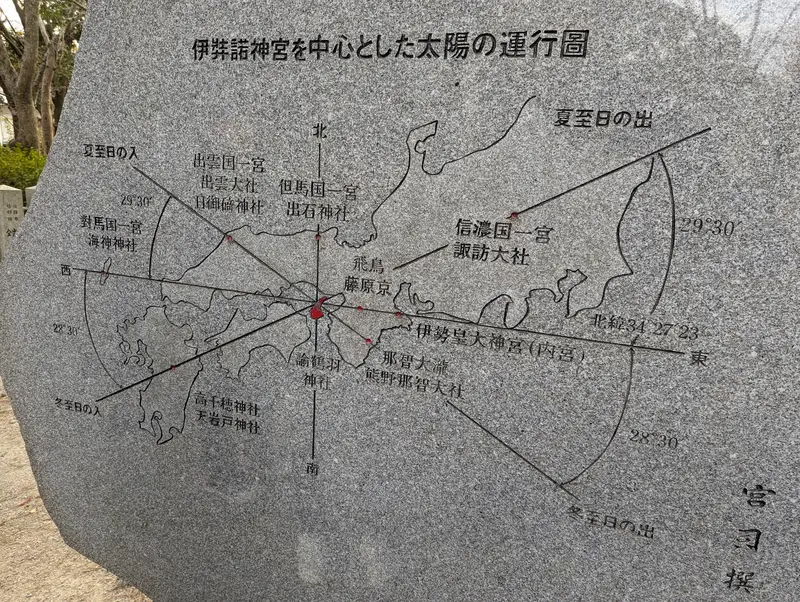 伊弉諾神宮を中心とした太陽の運行圖
夏至日の出
北
夏至日の入
出雲国一宮
出雲大社
日御碕神社
但馬国一宮
出石神社
29°30′
29°30′
對馬国一宮
海神神社
信濃国一宮
諏訪大社
飛鳥
藤原京
西
北緯34°27′23″
伊勢皇大神宮(内宮)
東
28°30′
諭鶴羽
神社
那智大瀧
熊野那智大社
高千穂神社
天岩戸神社
冬至日の入
28°30′
南
冬至日の出
宮司撰